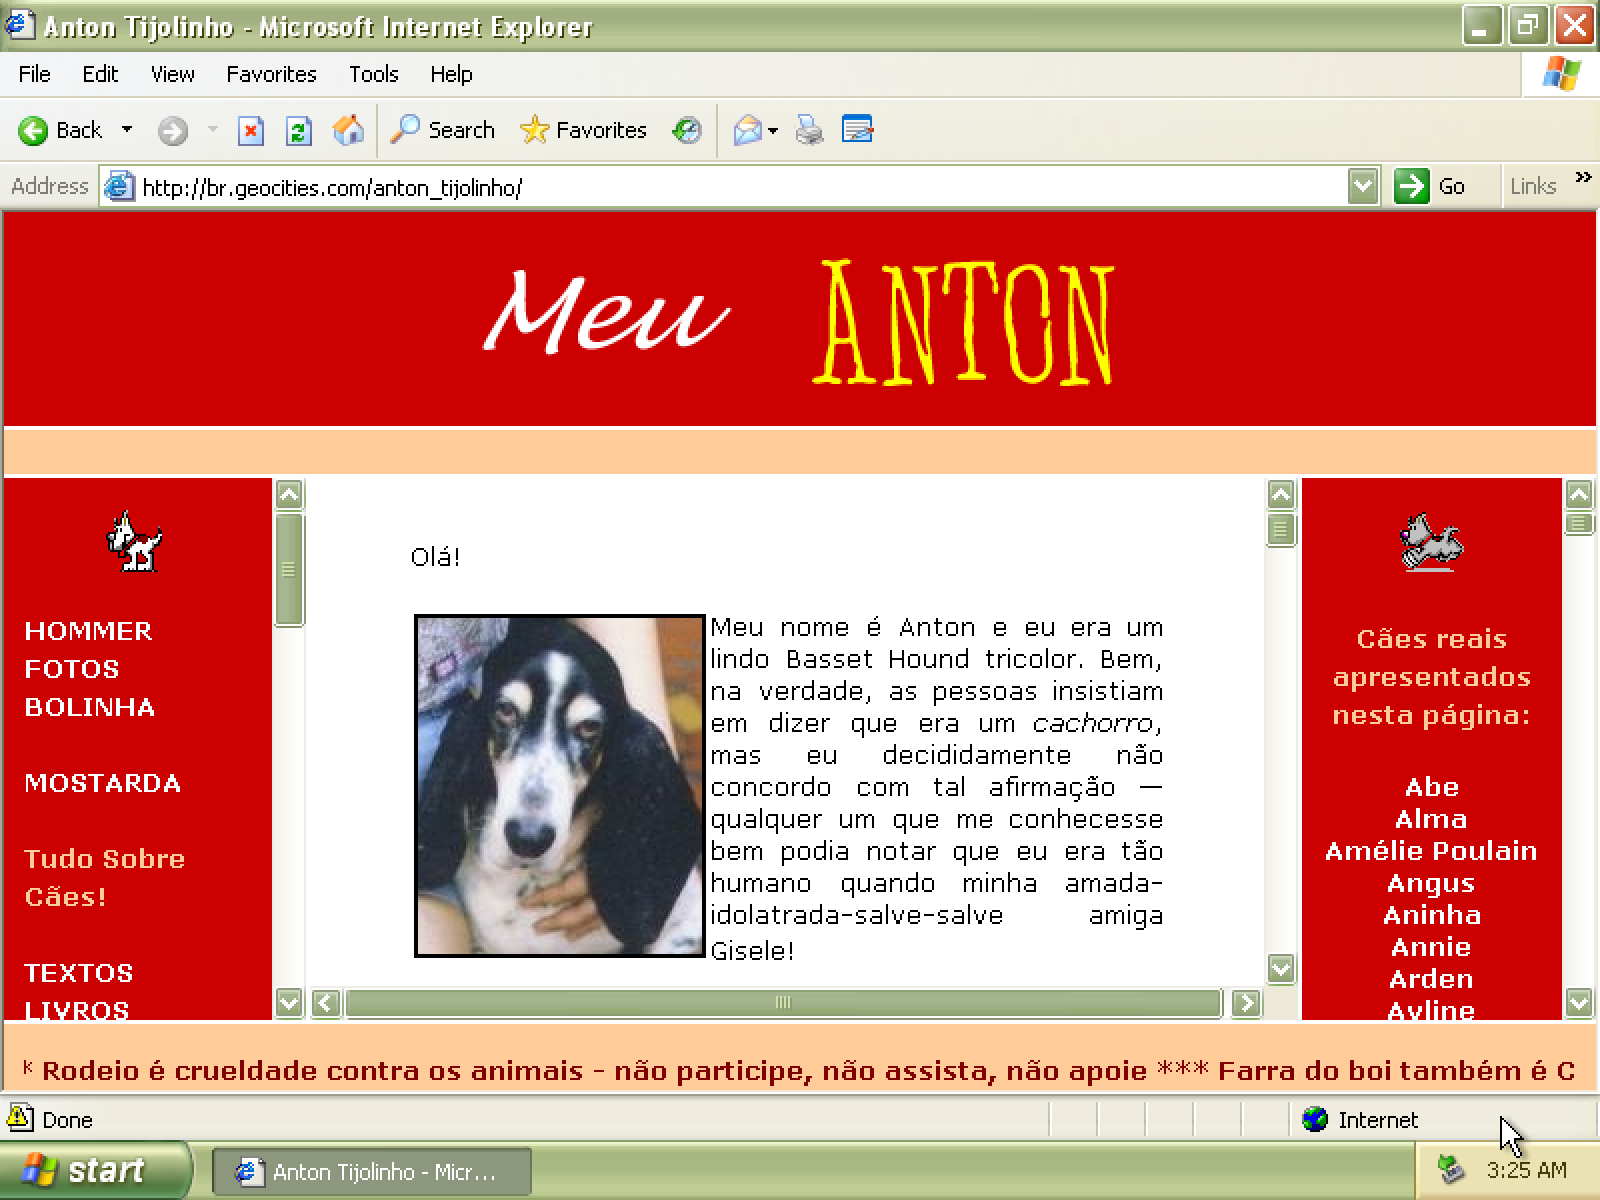 Anton Tijolinho - Microsoft Internet Explorer
File Edit View Favorites Tools Help
Back Search Favorites
Address http://br.geocities.com/anton_tijolinho/ Go Links »
Meu ANTON
HOMMER
FOTOS
BOLINHA
MOSTARDA
Tudo Sobre
Cães!
TEXTOS
LIVROS
Olá!
Meu nome é Anton e eu era um
lindo Basset Hound tricolor. Bem,
na verdade, as pessoas insistiam
em dizer que era um cachorro,
mas eu decididamente não
concordo com tal afirmação —
qualquer um que me conhecesse
bem podia notar que eu era tão
humano quando minha amada-
idolatrada-salve-salve amiga
Gisele!
Cães reais
apresentados
nesta página:
Abe
Alma
Amélie Poulain
Angus
Aninha
Annie
Arden
Ayline
* Rodeio é crueldade contra os animais - não participe, não assista, não apoie *** Farra do boi também é C
Done Internet
start Anton Tijolinho - Micr... 3:25 AM